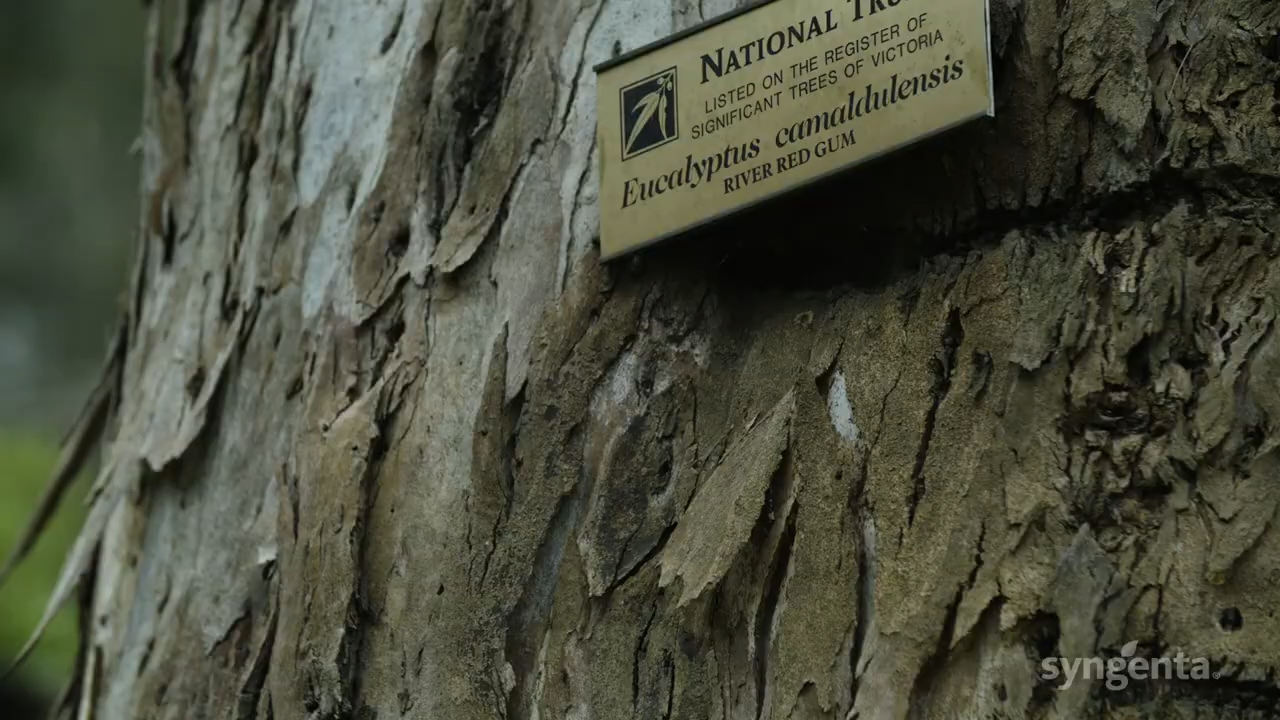 NATIONAL
LISTED ON THE REGISTER OF
SIGNIFICANT TREES OF VICTORIA
Eucalyptus camaldulensis
RIVER RED GUM
syngenta